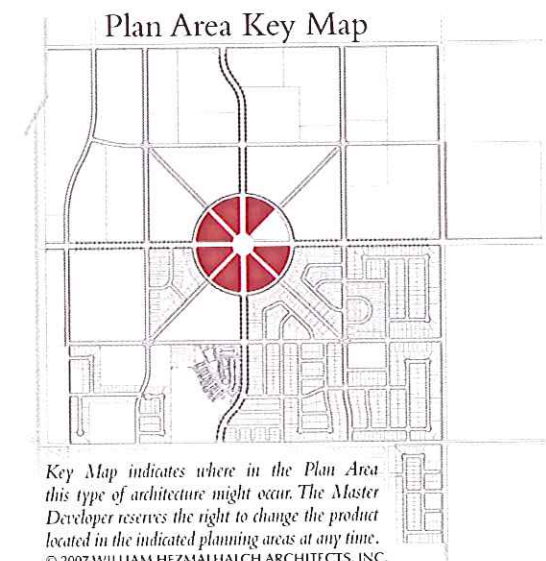 Plan Area Key Map
Key Map indicates where in the Plan Area
this type of architecture might occur. The Master
Developer reserves the right to change the product
located in the indicated planning areas at any time.
© 2007 WILLIAM HEZMALHALCH ARCHITECTS, INC.